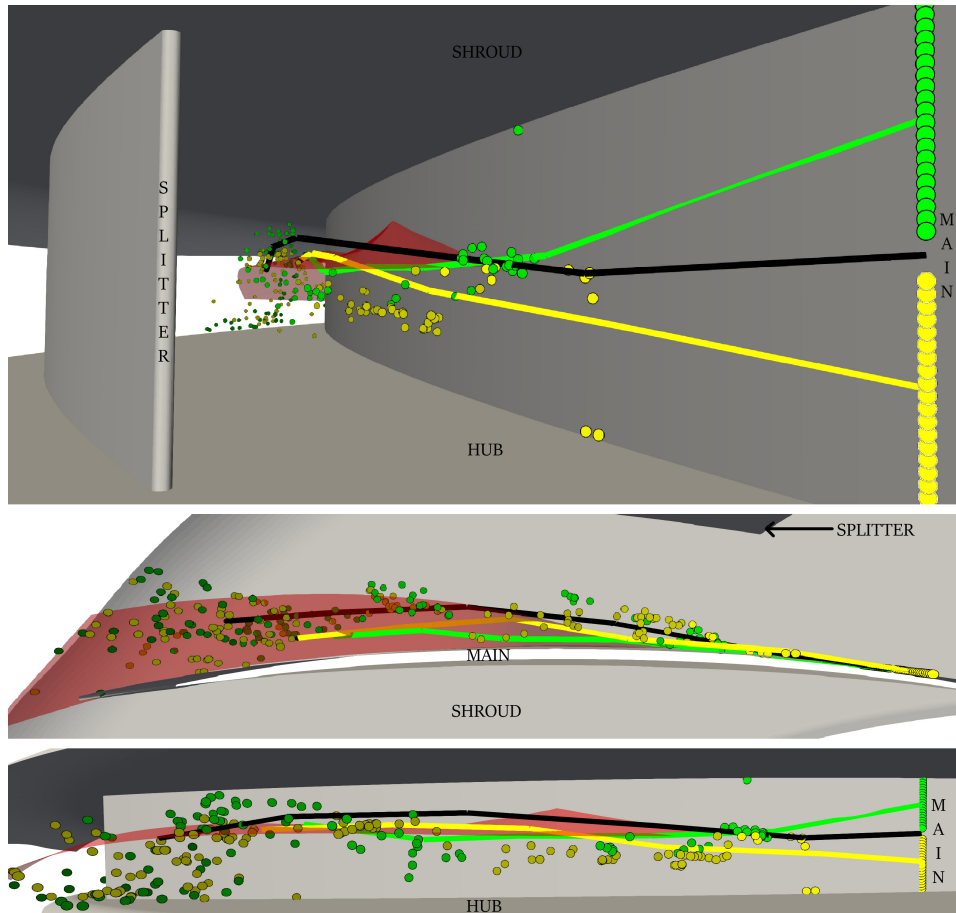 SHROUD
SPLITTER
MAIN
HUB
SPLITTER
MAIN
SHROUD
MAIN
HUB